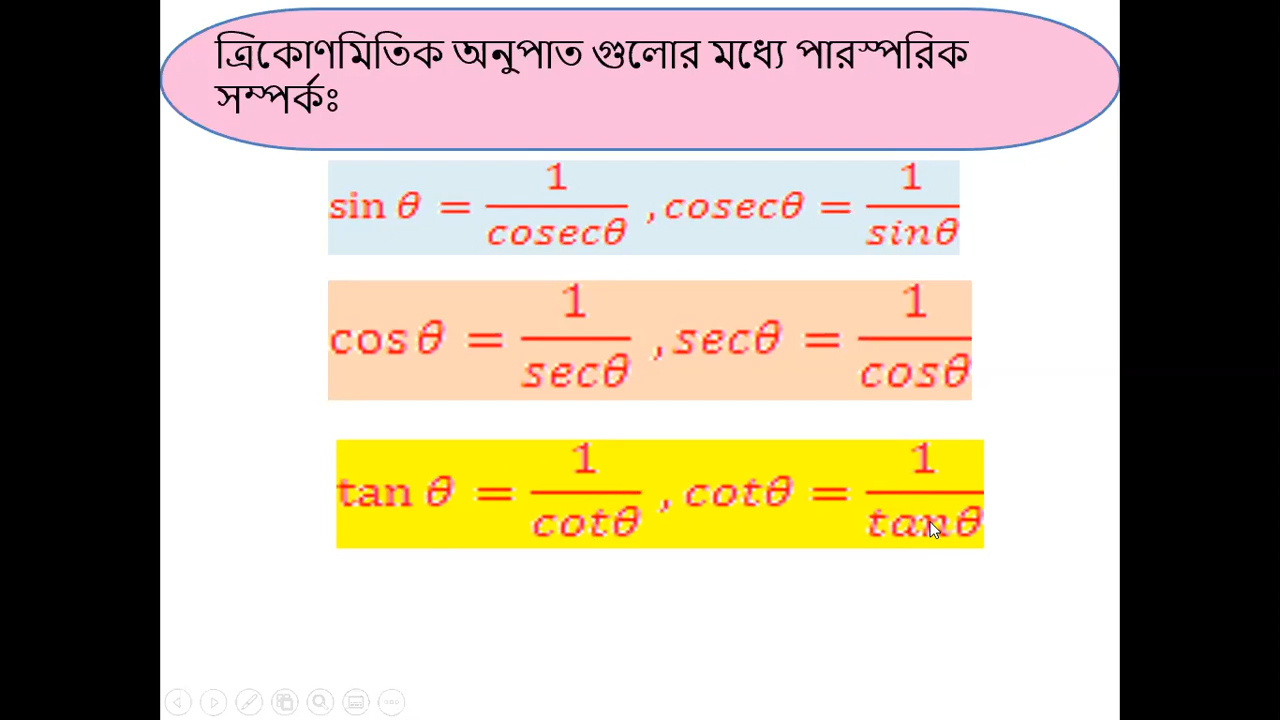 ত্রিকোণমিতিক অনুপাত গুলোর মধ্যে পারস্পরিক
সম্পর্কঃ
sin θ = 1/cosecθ , cosecθ = 1/sinθ
cos θ = 1/secθ , secθ = 1/cosθ
tan θ = 1/cotθ , cotθ = 1/tanθ